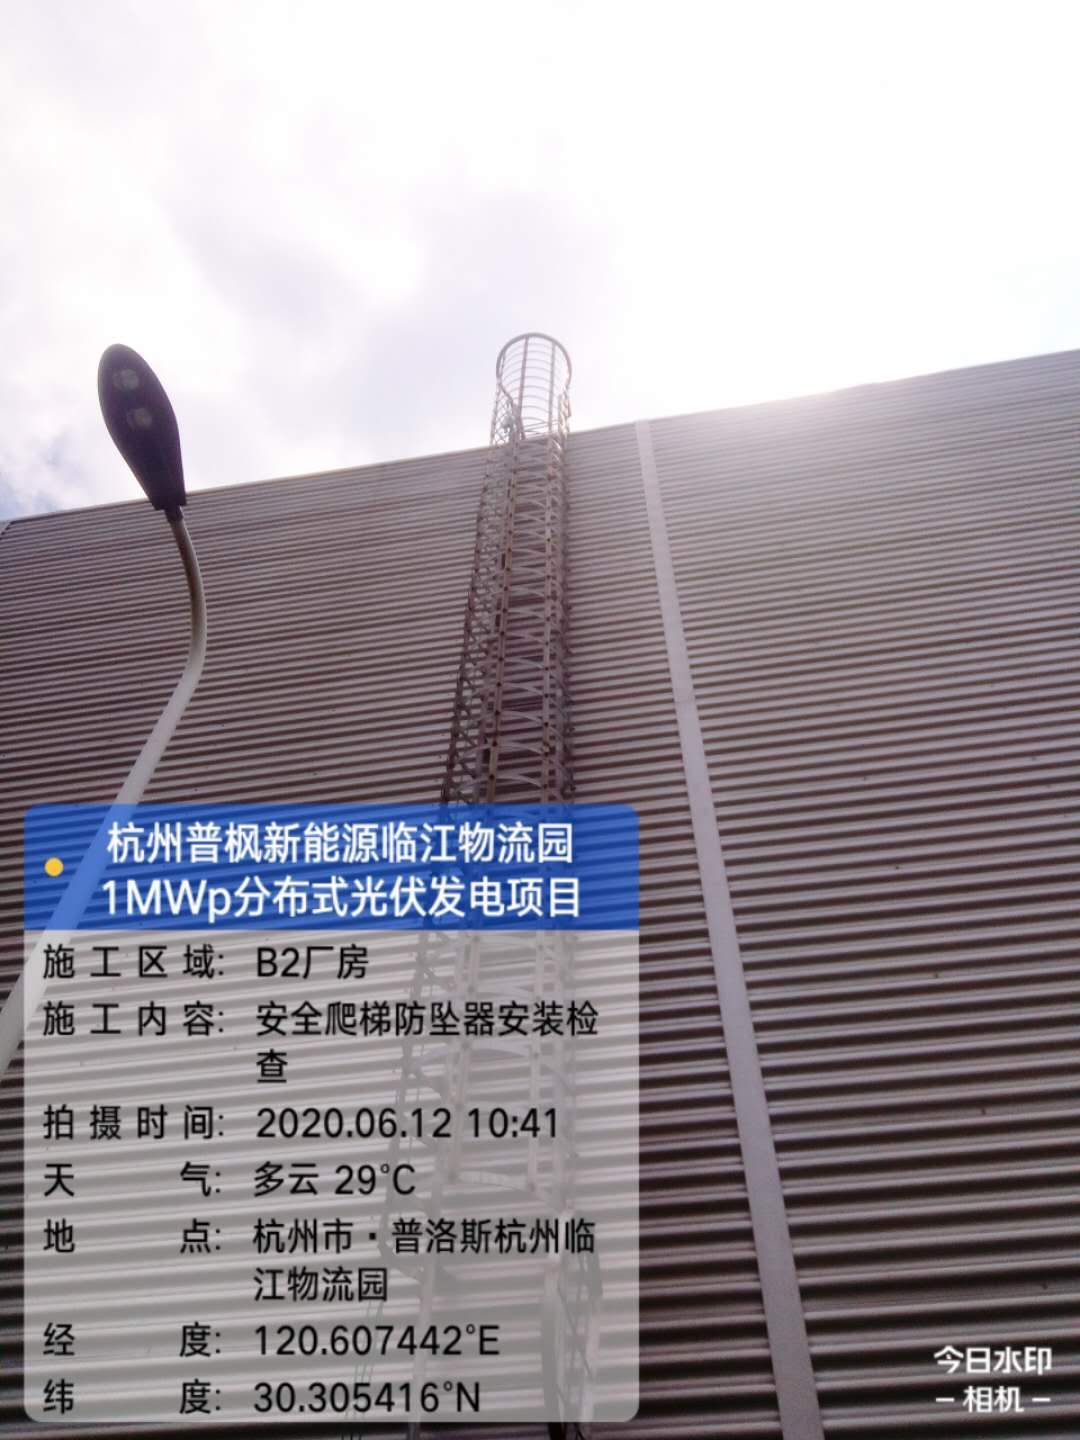 杭州普枫新能源临江物流园
1MWp分布式光伏发电项目
施工区域: B2厂房
施工内容: 安全爬梯防坠器安装检
查
拍摄时间: 2020.06.12 10:41
天气: 多云 29°C
地点: 杭州市·普洛斯杭州临
江物流园
经度: 120.607442°E
纬度: 30.305416°N
今日水印
-相机-